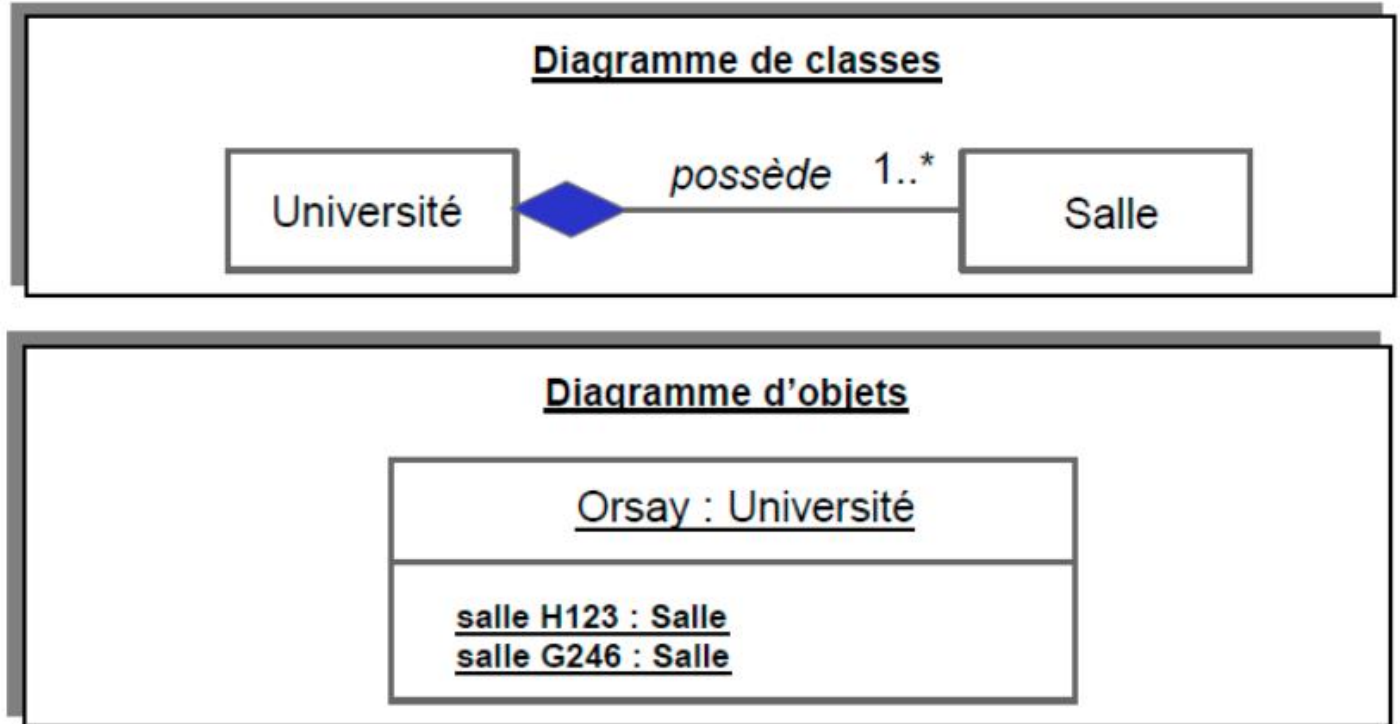 Diagramme de classes
Université
possède 1..*
Salle
Diagramme d'objets
Orsay : Université
salle H123 : Salle
salle G246 : Salle